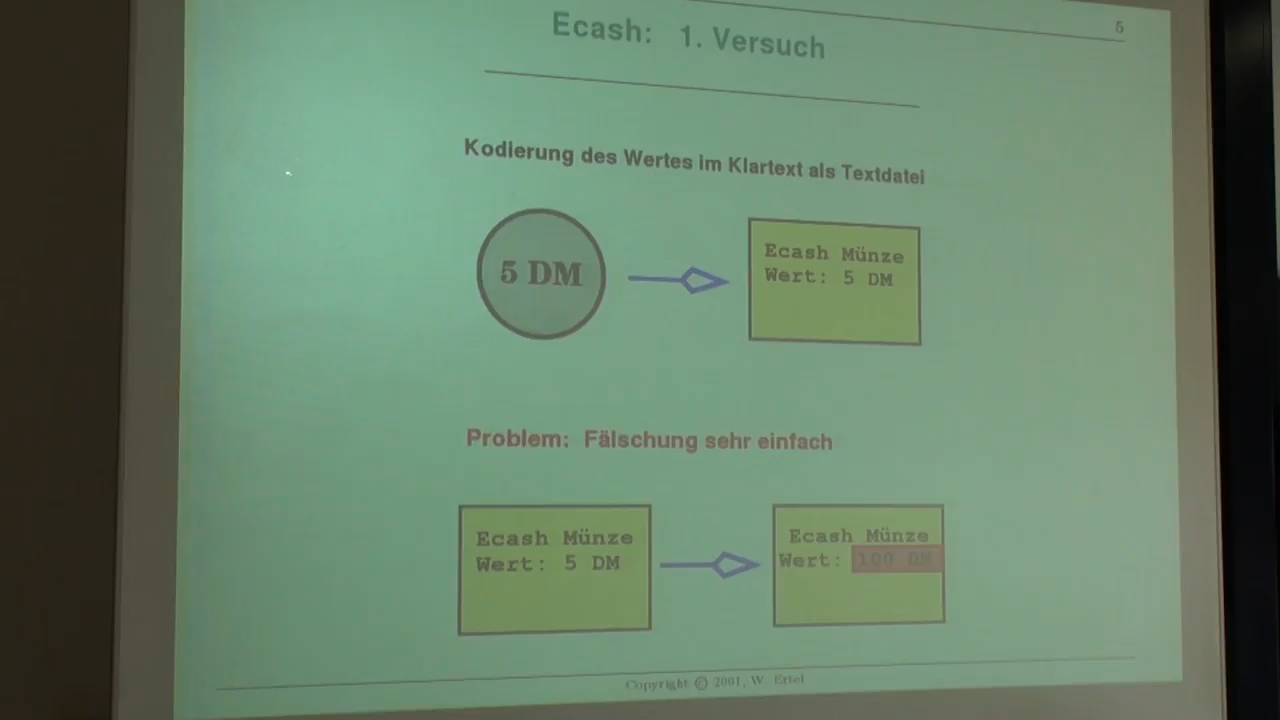 5
Ecash: 1. Versuch
Kodierung des Wertes im Klartext als Textdatei
5 DM
Ecash Münze
Wert: 5 DM
Problem: Fälschung sehr einfach
Ecash Münze
Wert: 5 DM
Ecash Münze
Wert: 100 DM
Copyright © 2001, W. Ertel